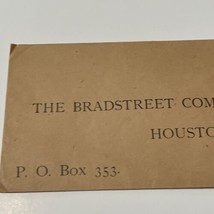 THE BRADSTREET COM
HOUSTO
P. O. Box 353.